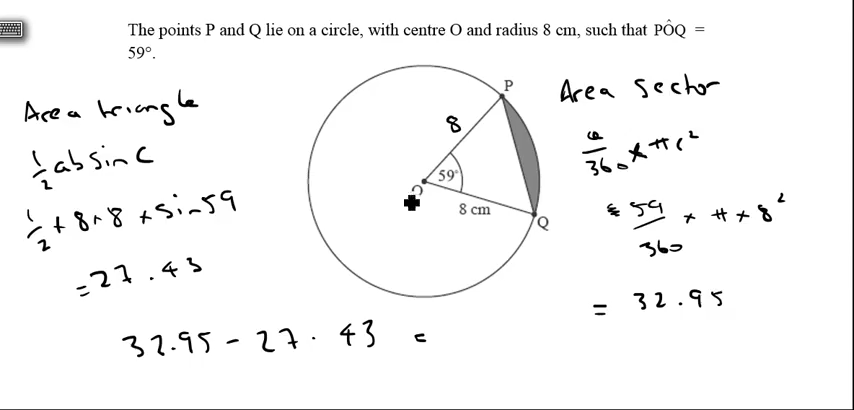 The points P and Q lie on a circle, with centre O and radius 8 cm, such that PÔQ =
59°.
Area triangle
½ab Sin C
½ × 8 × 8 × Sin 59
= 27.43
P
8
59°
O
8 cm
Q
Area Sector
θ/360 × πr²
= 59/360 × π × 8²
= 32.95
32.95 - 27.43 =